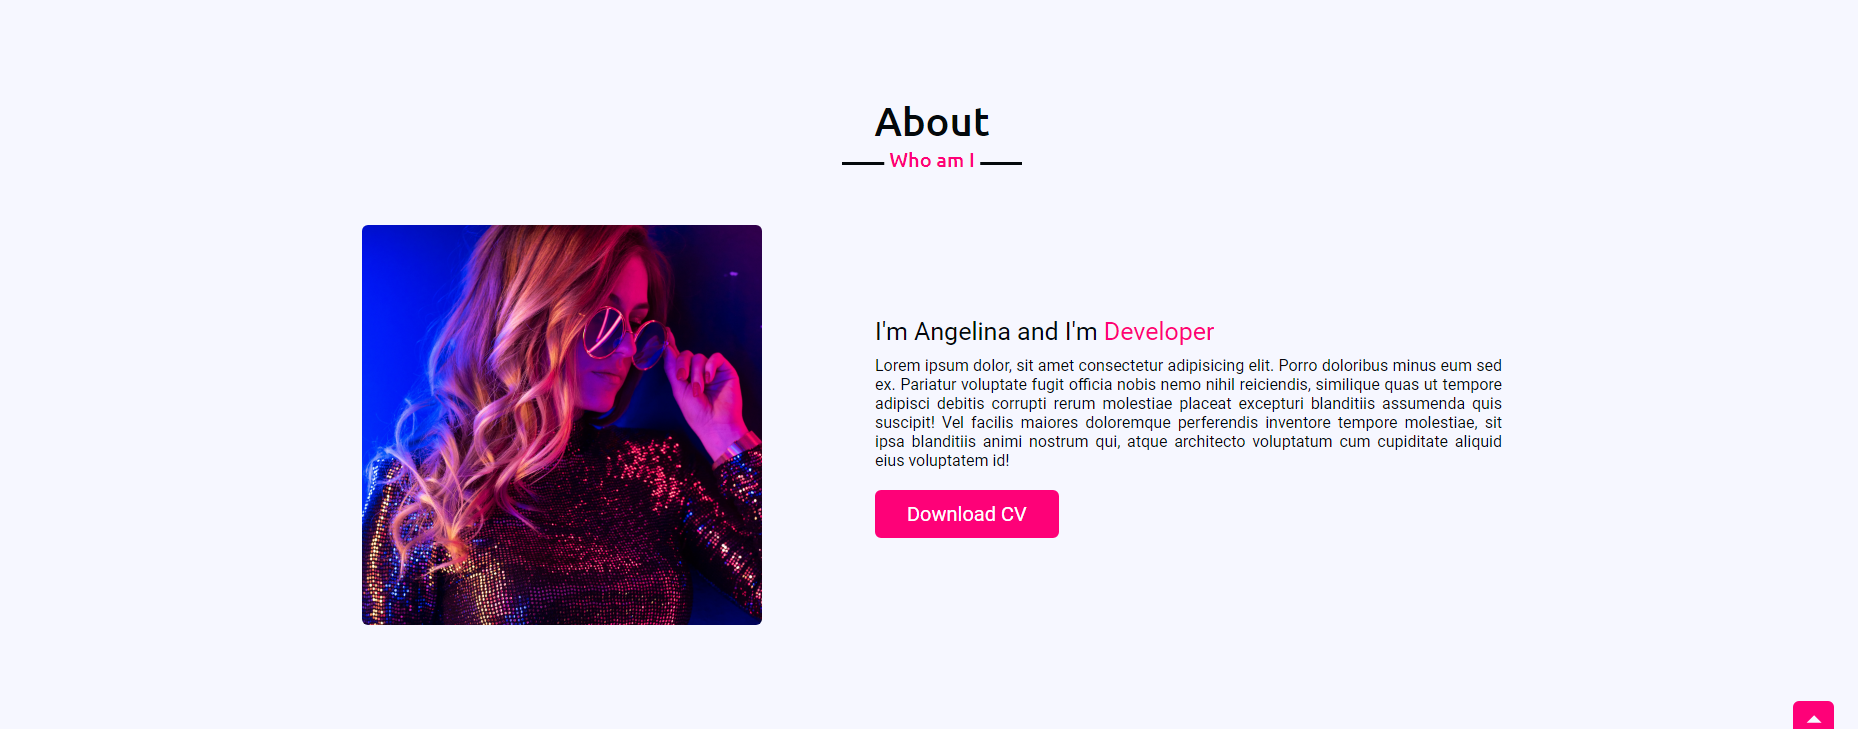 About
Who am I
I'm Angelina and I'm Developer
Lorem ipsum dolor, sit amet consectetur adipisicing elit. Porro doloribus minus eum sed
ex. Pariatur voluptate fugit officia nobis nemo nihil reiciendis, similique quas ut tempore
adipisci debitis corrupti rerum molestiae placeat excepturi blanditiis assumenda quis
suscipit! Vel facilis maiores doloremque perferendis inventore tempore molestiae, sit
ipsa blanditiis animi nostrum qui, atque architecto voluptatum cum cupiditate aliquid
eius voluptatem id!
Download CV